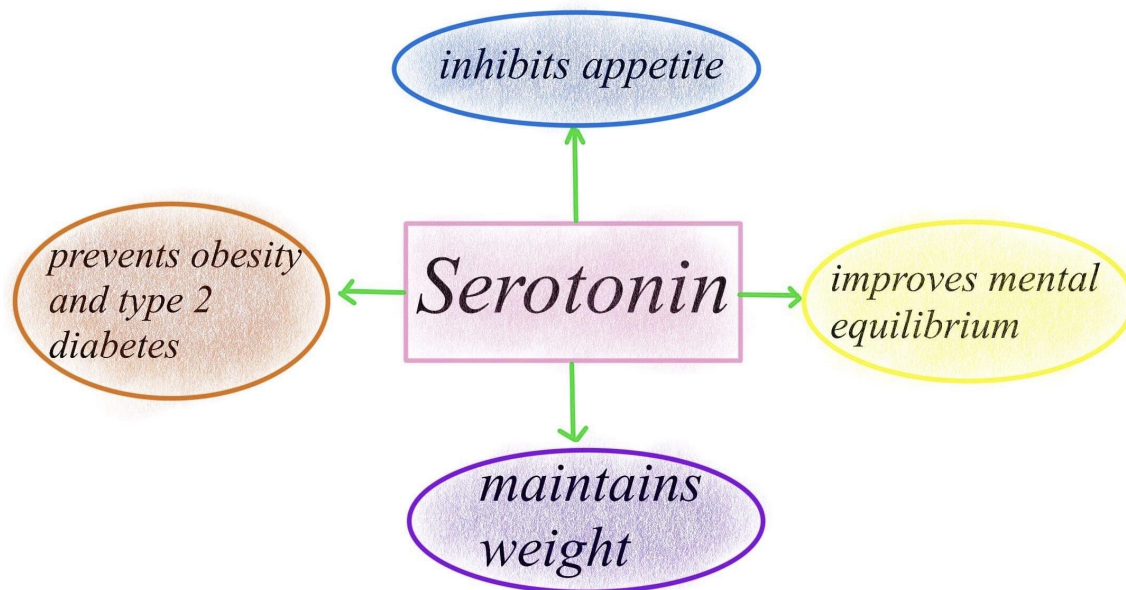 inhibits appetite
prevents obesity
and type 2
diabetes
Serotonin
improves mental
equilibrium
maintains
weight